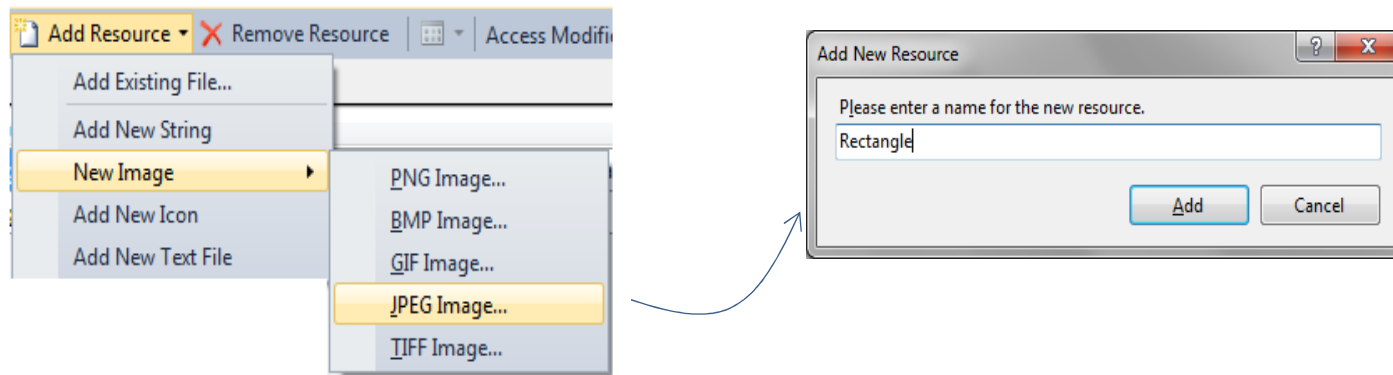 Add Resource Remove Resource Access
Add Existing File...
Add New String
New Image
Add New Icon
Add New Text File
PNG Image...
BMP Image...
GIF Image...
JPEG Image...
TIFF Image...
Add New Resource
Please enter a name for the new resource.
Rectangle
Add Cancel